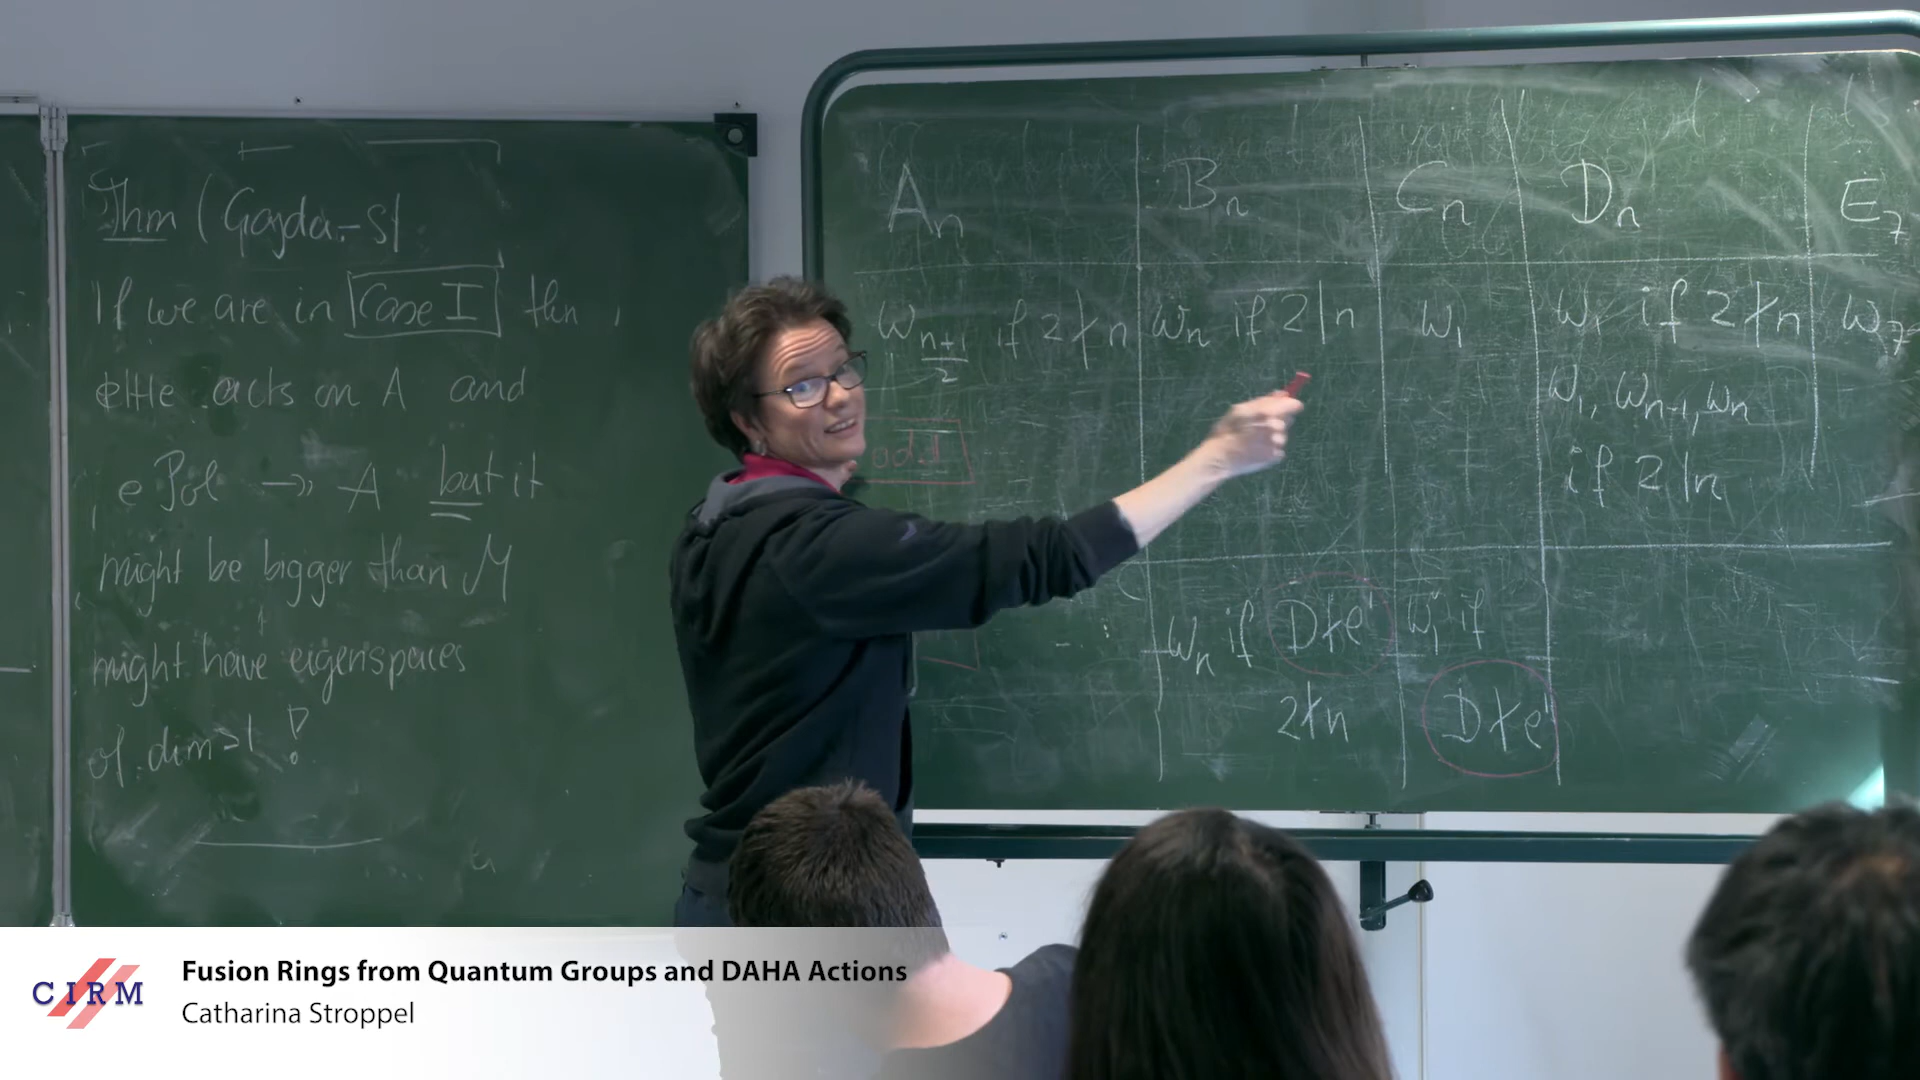 Thm (Gajda-St
If we are in Case I then
eHe acts on A and
e Pol ↠ A but it
might be bigger than M
might have eigenspaces
of dim >1 !
A_n B_n C_n D_n E_7
ω_{\frac{n+1}{2}} if 2∤n ω_n if 2|n ω_1 ω_1 if 2∤n ω_7
ω_1, ω_{n-1}, ω_n
if 2|n
odd
ω_n if D∤e' ω_1 if
2∤n D∤e'
CIRM
Fusion Rings from Quantum Groups and DAHA Actions
Catharina Stroppel